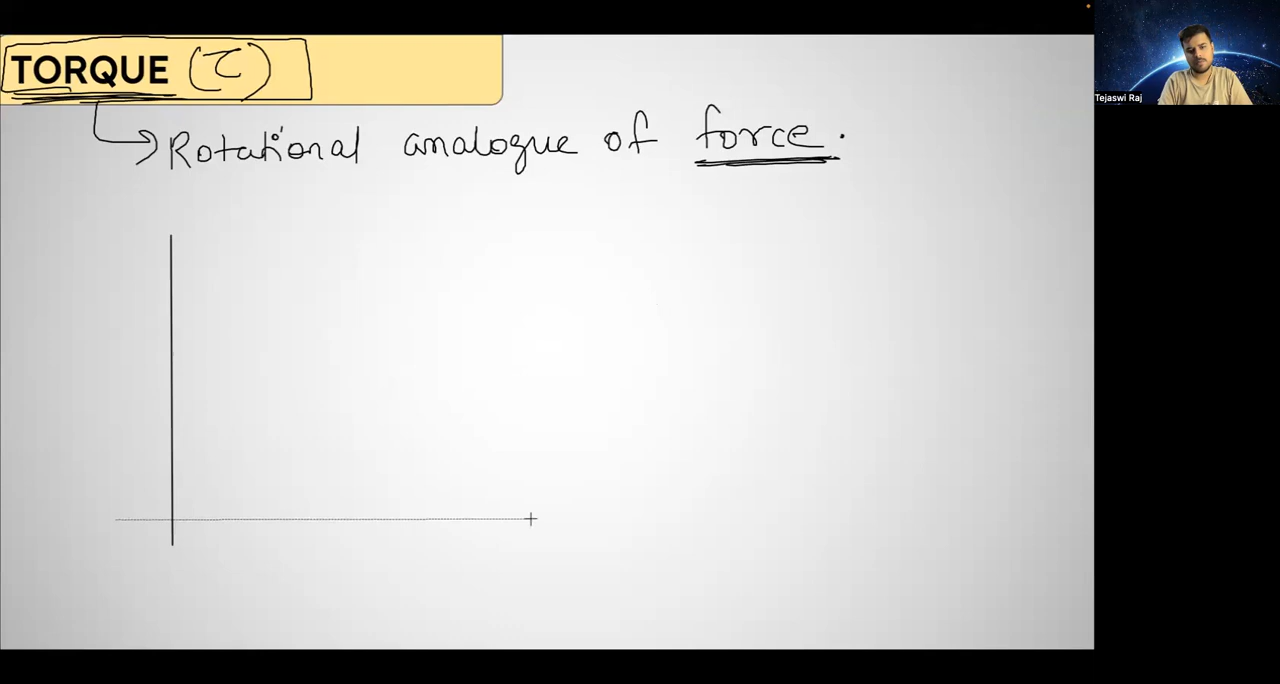 TORQUE (τ)
Tejaswi Raj
Rotational analogue of force.